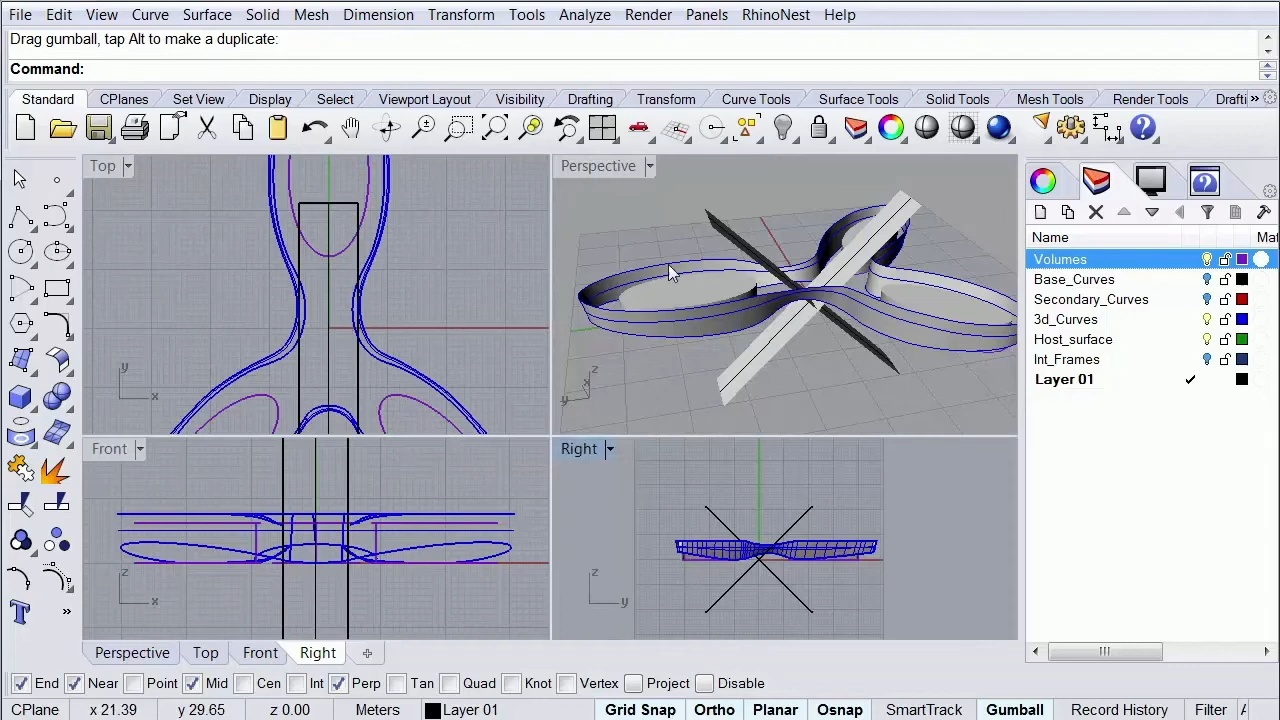 File Edit View Curve Surface Solid Mesh Dimension Transform Tools Analyze Render Panels RhinoNest Help
Drag gumball, tap Alt to make a duplicate:
Command:
Standard CPlanes Set View Display Select Viewport Layout Visibility Drafting Transform Curve Tools Surface Tools Solid Tools Mesh Tools Render Tools Drafti »
Top
Perspective
Name Mat
Volumes
Base_Curves
Secondary_Curves
3d_Curves
Host_surface
Int_Frames
Layer 01
y
x
z
x
y
Front
Right
z
x
z
y
T »
Perspective Top Front Right
End Near Point Mid Cen Int Perp Tan Quad Knot Vertex Project Disable
CPlane x 21.39 y 29.65 z 0.00 Meters Layer 01 Grid Snap Ortho Planar Osnap SmartTrack Gumball Record History Filter A